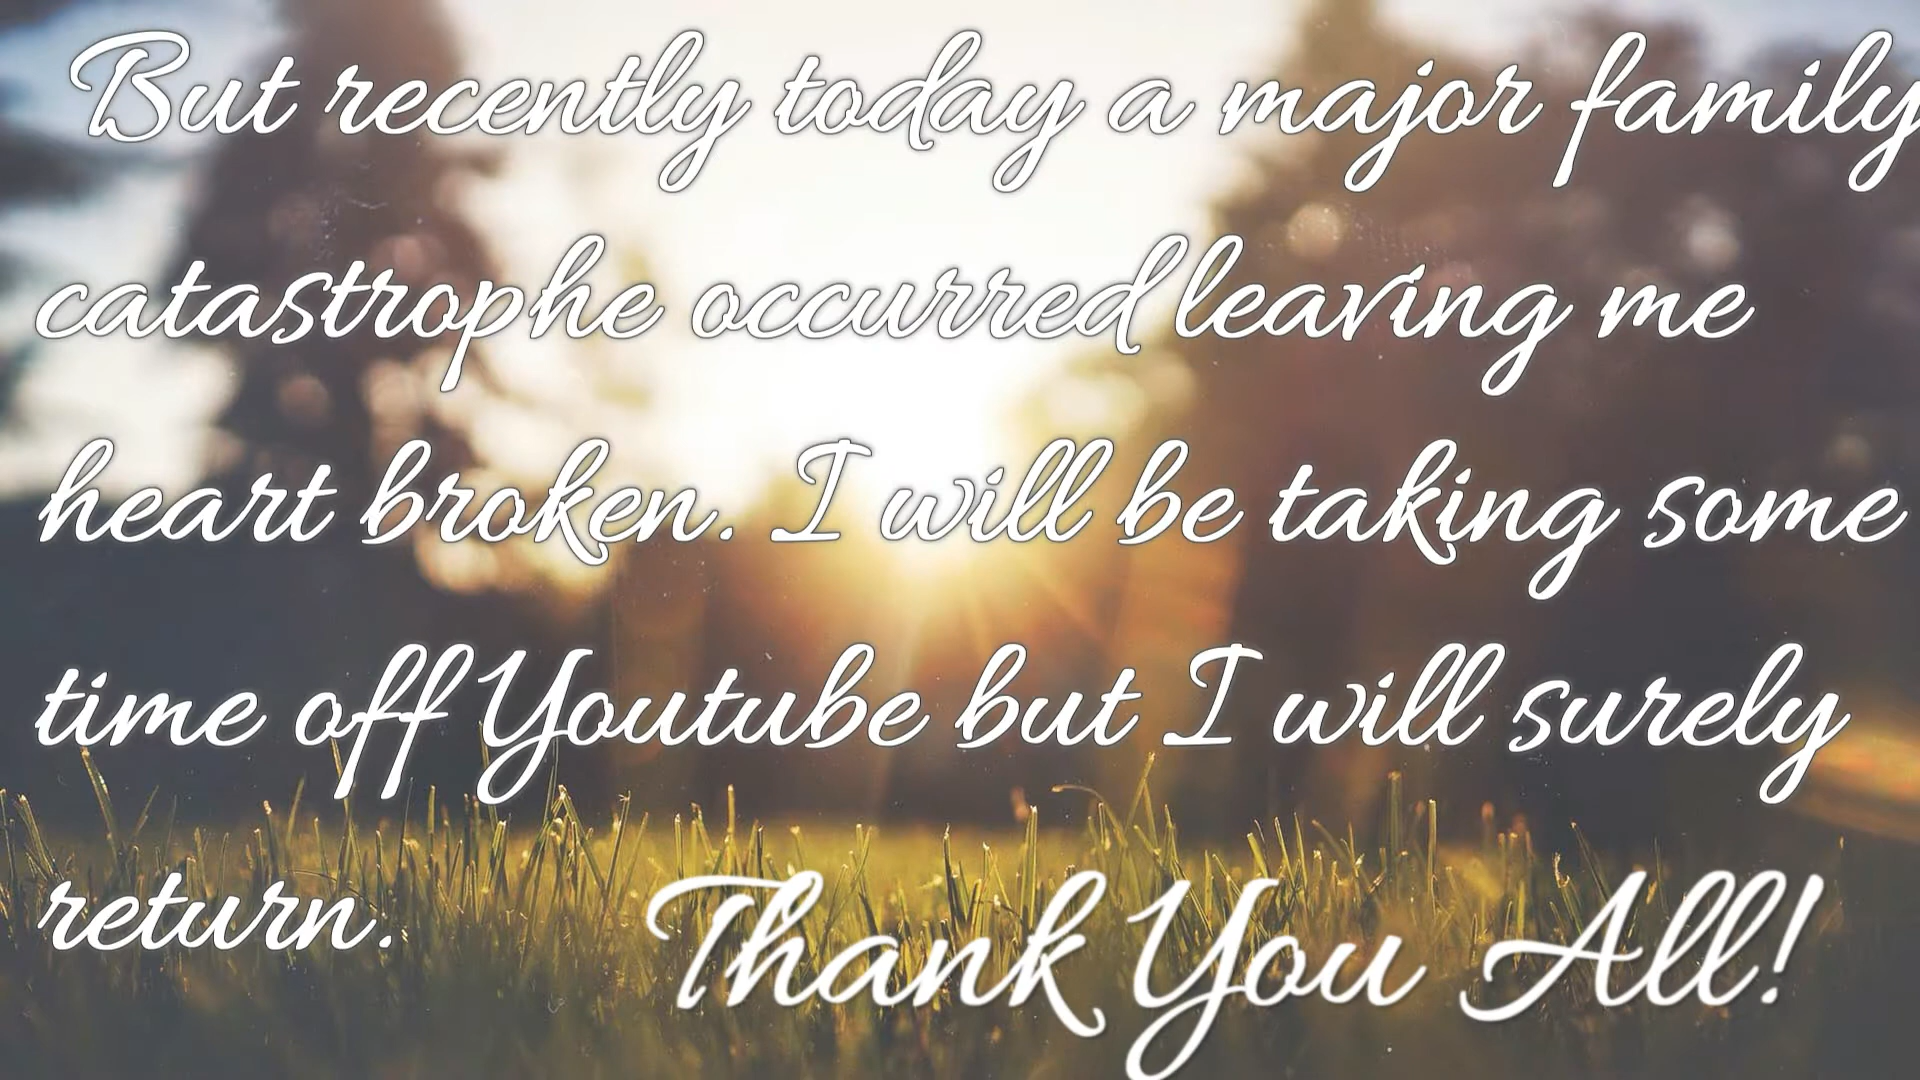 But recently today a major family
catastrophe occurred leaving me
heart broken. I will be taking some
time off Youtube but I will surely
return.
Thank You All!